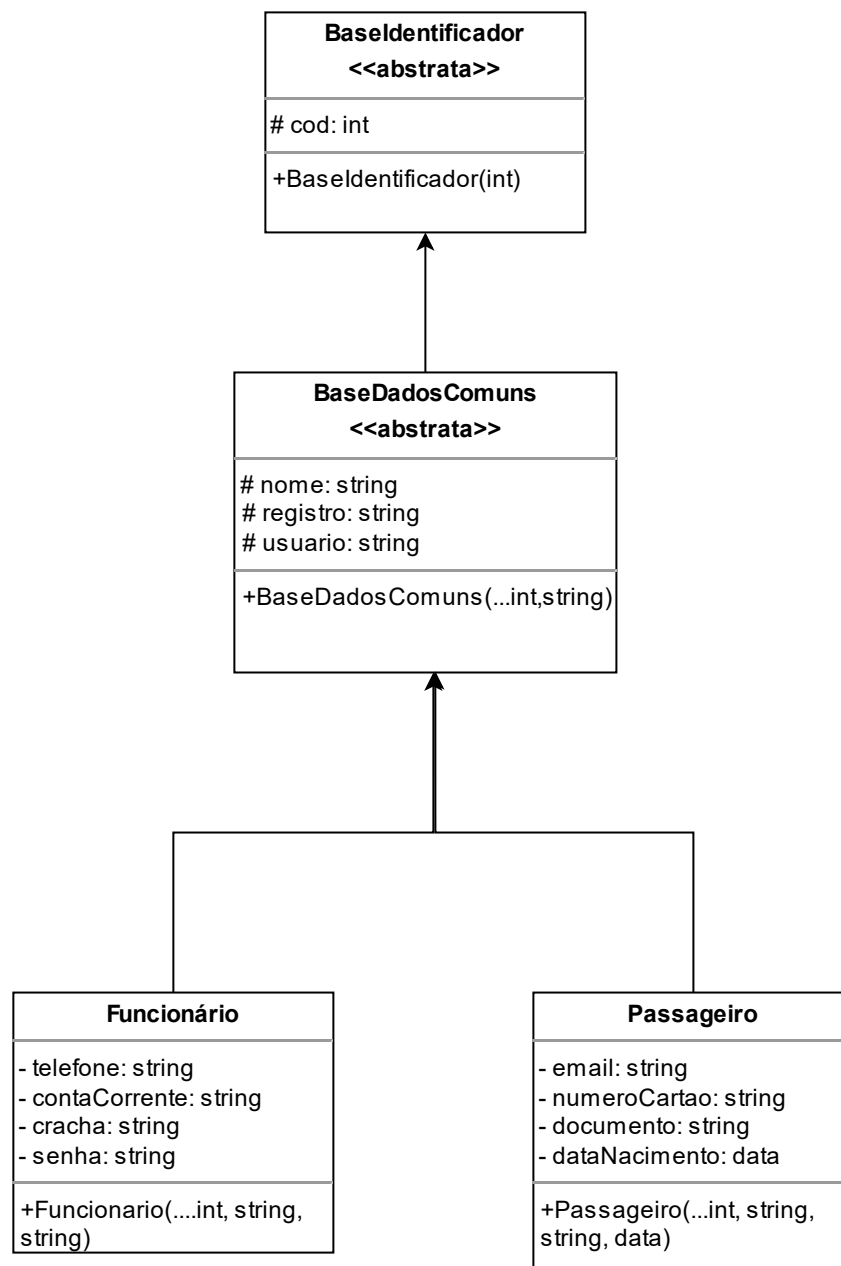 BaseIdentificador
<<abstrata>>
# cod: int
+BaseIdentificador(int)
BaseDadosComuns
<<abstrata>>
# nome: string
# registro: string
# usuario: string
+BaseDadosComuns(...int,string)
Funcionário
- telefone: string
- contaCorrente: string
- cracha: string
- senha: string
+Funcionario(....int, string,
string)
Passageiro
- email: string
- numeroCartao: string
- documento: string
- dataNacimento: data
+Passageiro(...int, string,
string, data)